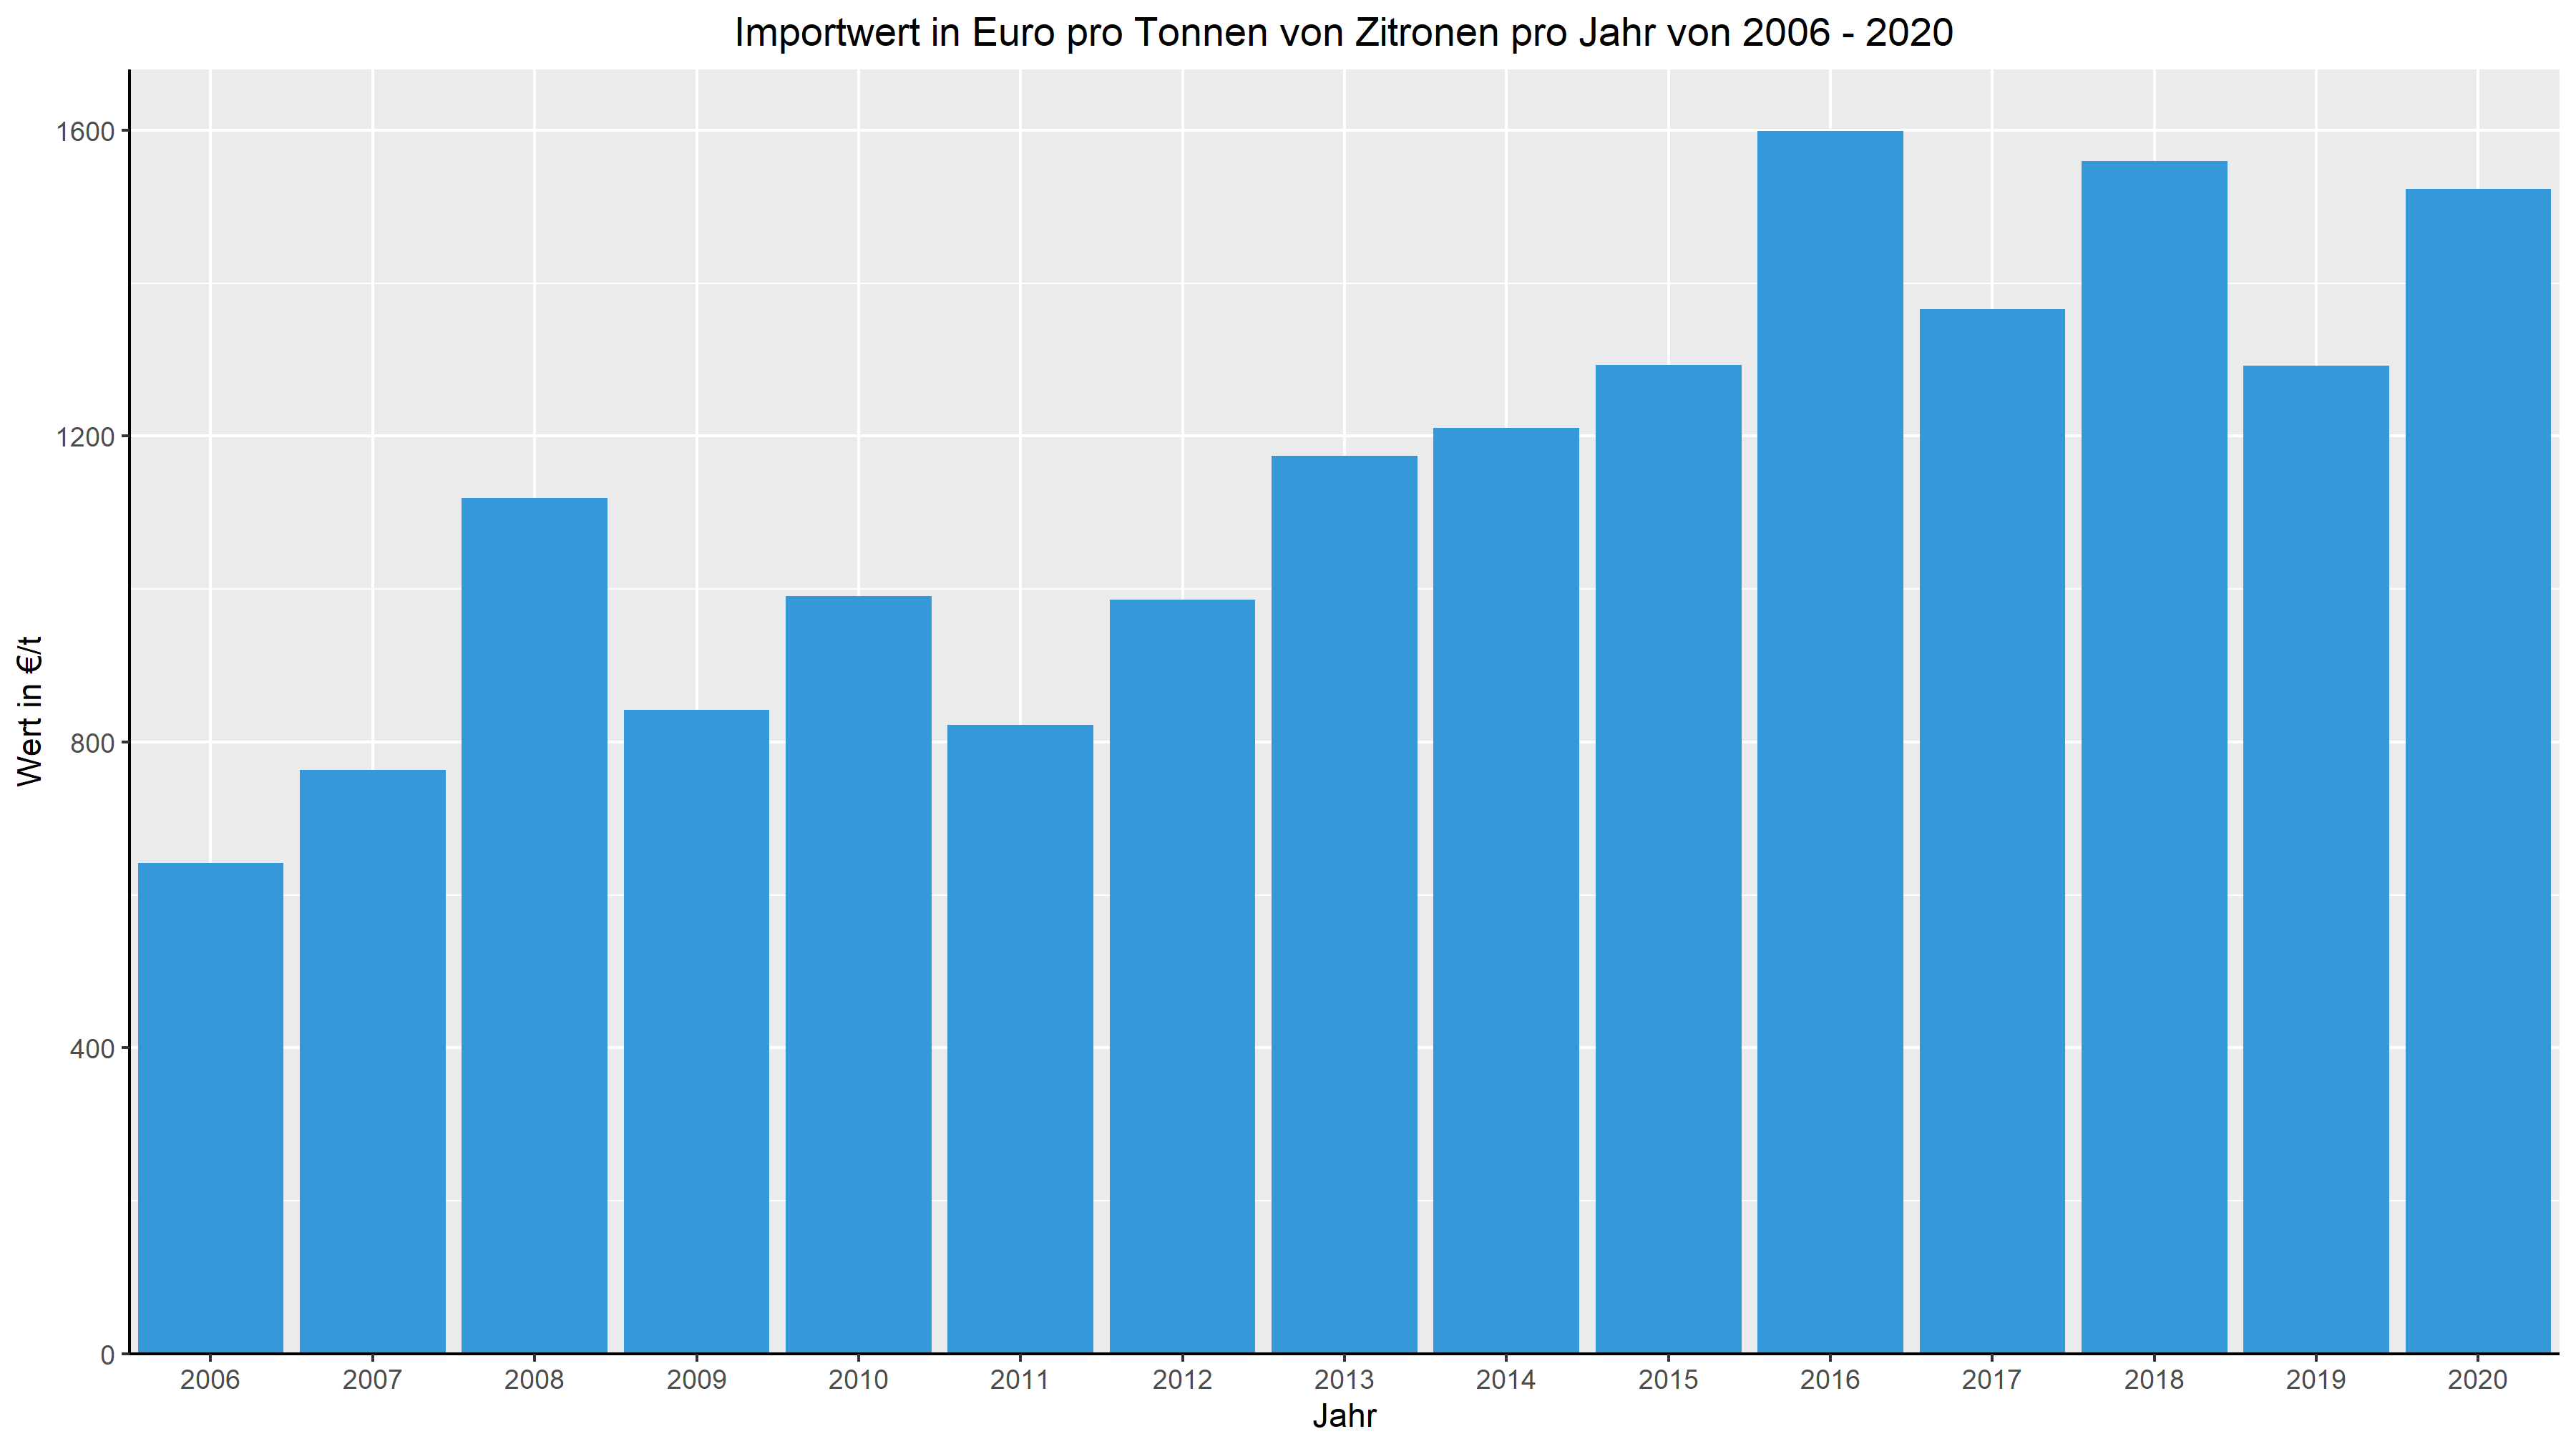 Importwert in Euro pro Tonnen von Zitronen pro Jahr von 2006 - 2020
Wert in €/t
1600
1200
800
400
0
2006 2007 2008 2009 2010 2011 2012 2013 2014 2015 2016 2017 2018 2019 2020
Jahr